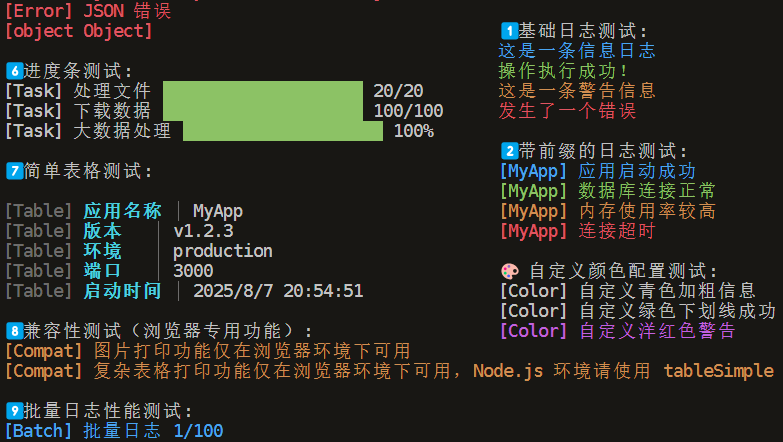 [Error] JSON 错误
[object Object]
6️⃣进度条测试:
[Task] 处理文件 20/20
[Task] 下载数据 100/100
[Task] 大数据处理 100%
7️⃣简单表格测试:
[Table] 应用名称 | MyApp
[Table] 版本 | v1.2.3
[Table] 环境 | production
[Table] 端口 | 3000
[Table] 启动时间 | 2025/8/7 20:54:51
8️⃣兼容性测试（浏览器专用功能）:
[Compat] 图片打印功能仅在浏览器环境下可用
[Compat] 复杂表格打印功能仅在浏览器环境下可用，Node.js 环境请使用 tableSimple
9️⃣批量日志性能测试:
[Batch] 批量日志 1/100
1️⃣基础日志测试:
这是一条信息日志
操作执行成功！
这是一条警告信息
发生了一个错误
2️⃣带前缀的日志测试:
[MyApp] 应用启动成功
[MyApp] 数据库连接正常
[MyApp] 内存使用率较高
[MyApp] 连接超时
🎨 自定义颜色配置测试:
[Color] 自定义青色加粗信息
[Color] 自定义绿色下划线成功
[Color] 自定义洋红色警告